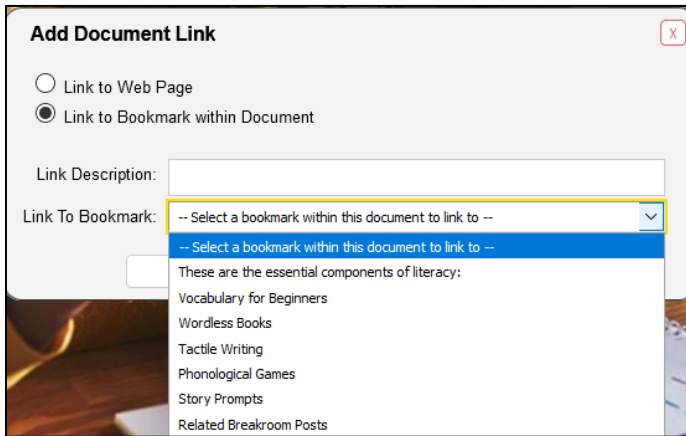 Add Document Link
X
Link to Web Page
Link to Bookmark within Document
Link Description:
Link To Bookmark: -- Select a bookmark within this document to link to --
-- Select a bookmark within this document to link to --
These are the essential components of literacy:
Vocabulary for Beginners
Wordless Books
Tactile Writing
Phonological Games
Story Prompts
Related Breakroom Posts